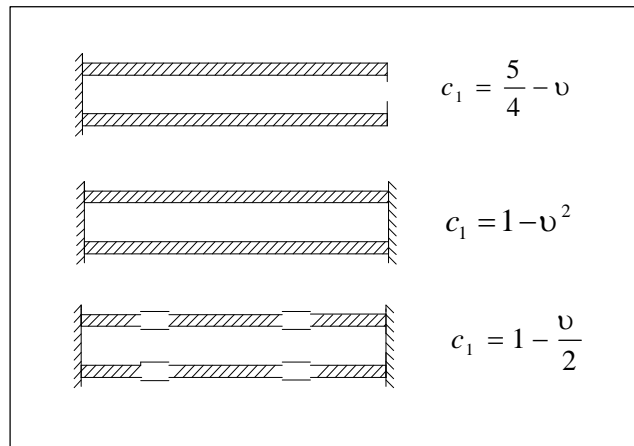 c₁ = 5/4 − υ
c₁ = 1 − υ²
c₁ = 1 − υ/2